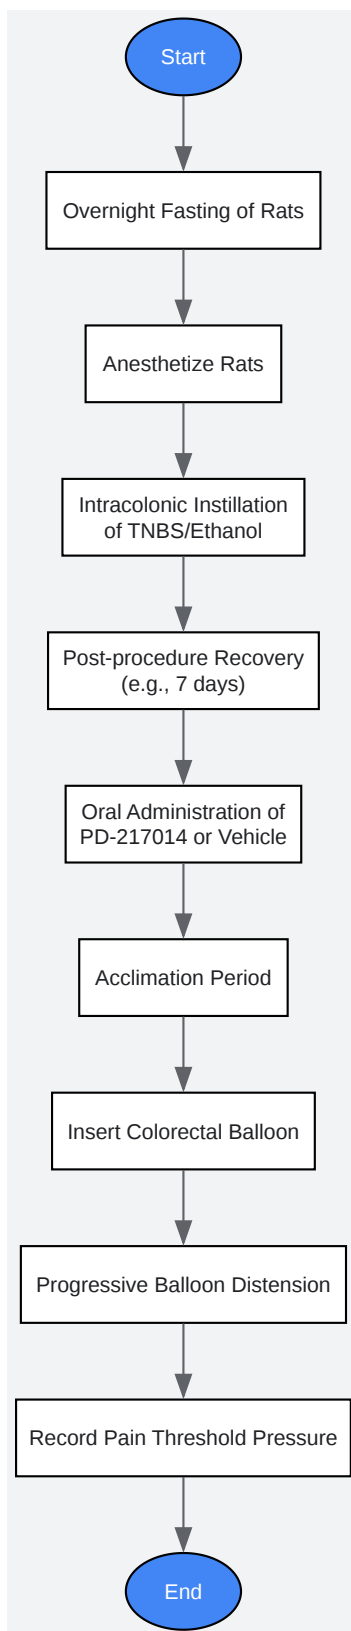 Start
Overnight Fasting of Rats
Anesthetize Rats
Intracolonic Instillation
of TNBS/Ethanol
Post-procedure Recovery
(e.g., 7 days)
Oral Administration of
PD-217014 or Vehicle
Acclimation Period
Insert Colorectal Balloon
Progressive Balloon Distension
Record Pain Threshold Pressure
End